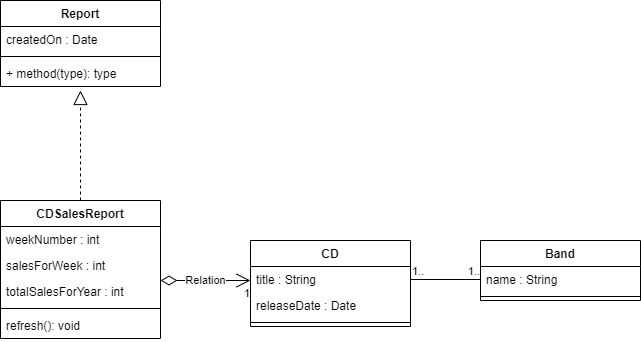 Report
createdOn : Date
+ method(type): type
CDSalesReport
weekNumber : int
salesForWeek : int
totalSalesForYear : int
refresh(): void
Relation
1
CD
title : String
releaseDate : Date
1..
1..
Band
name : String